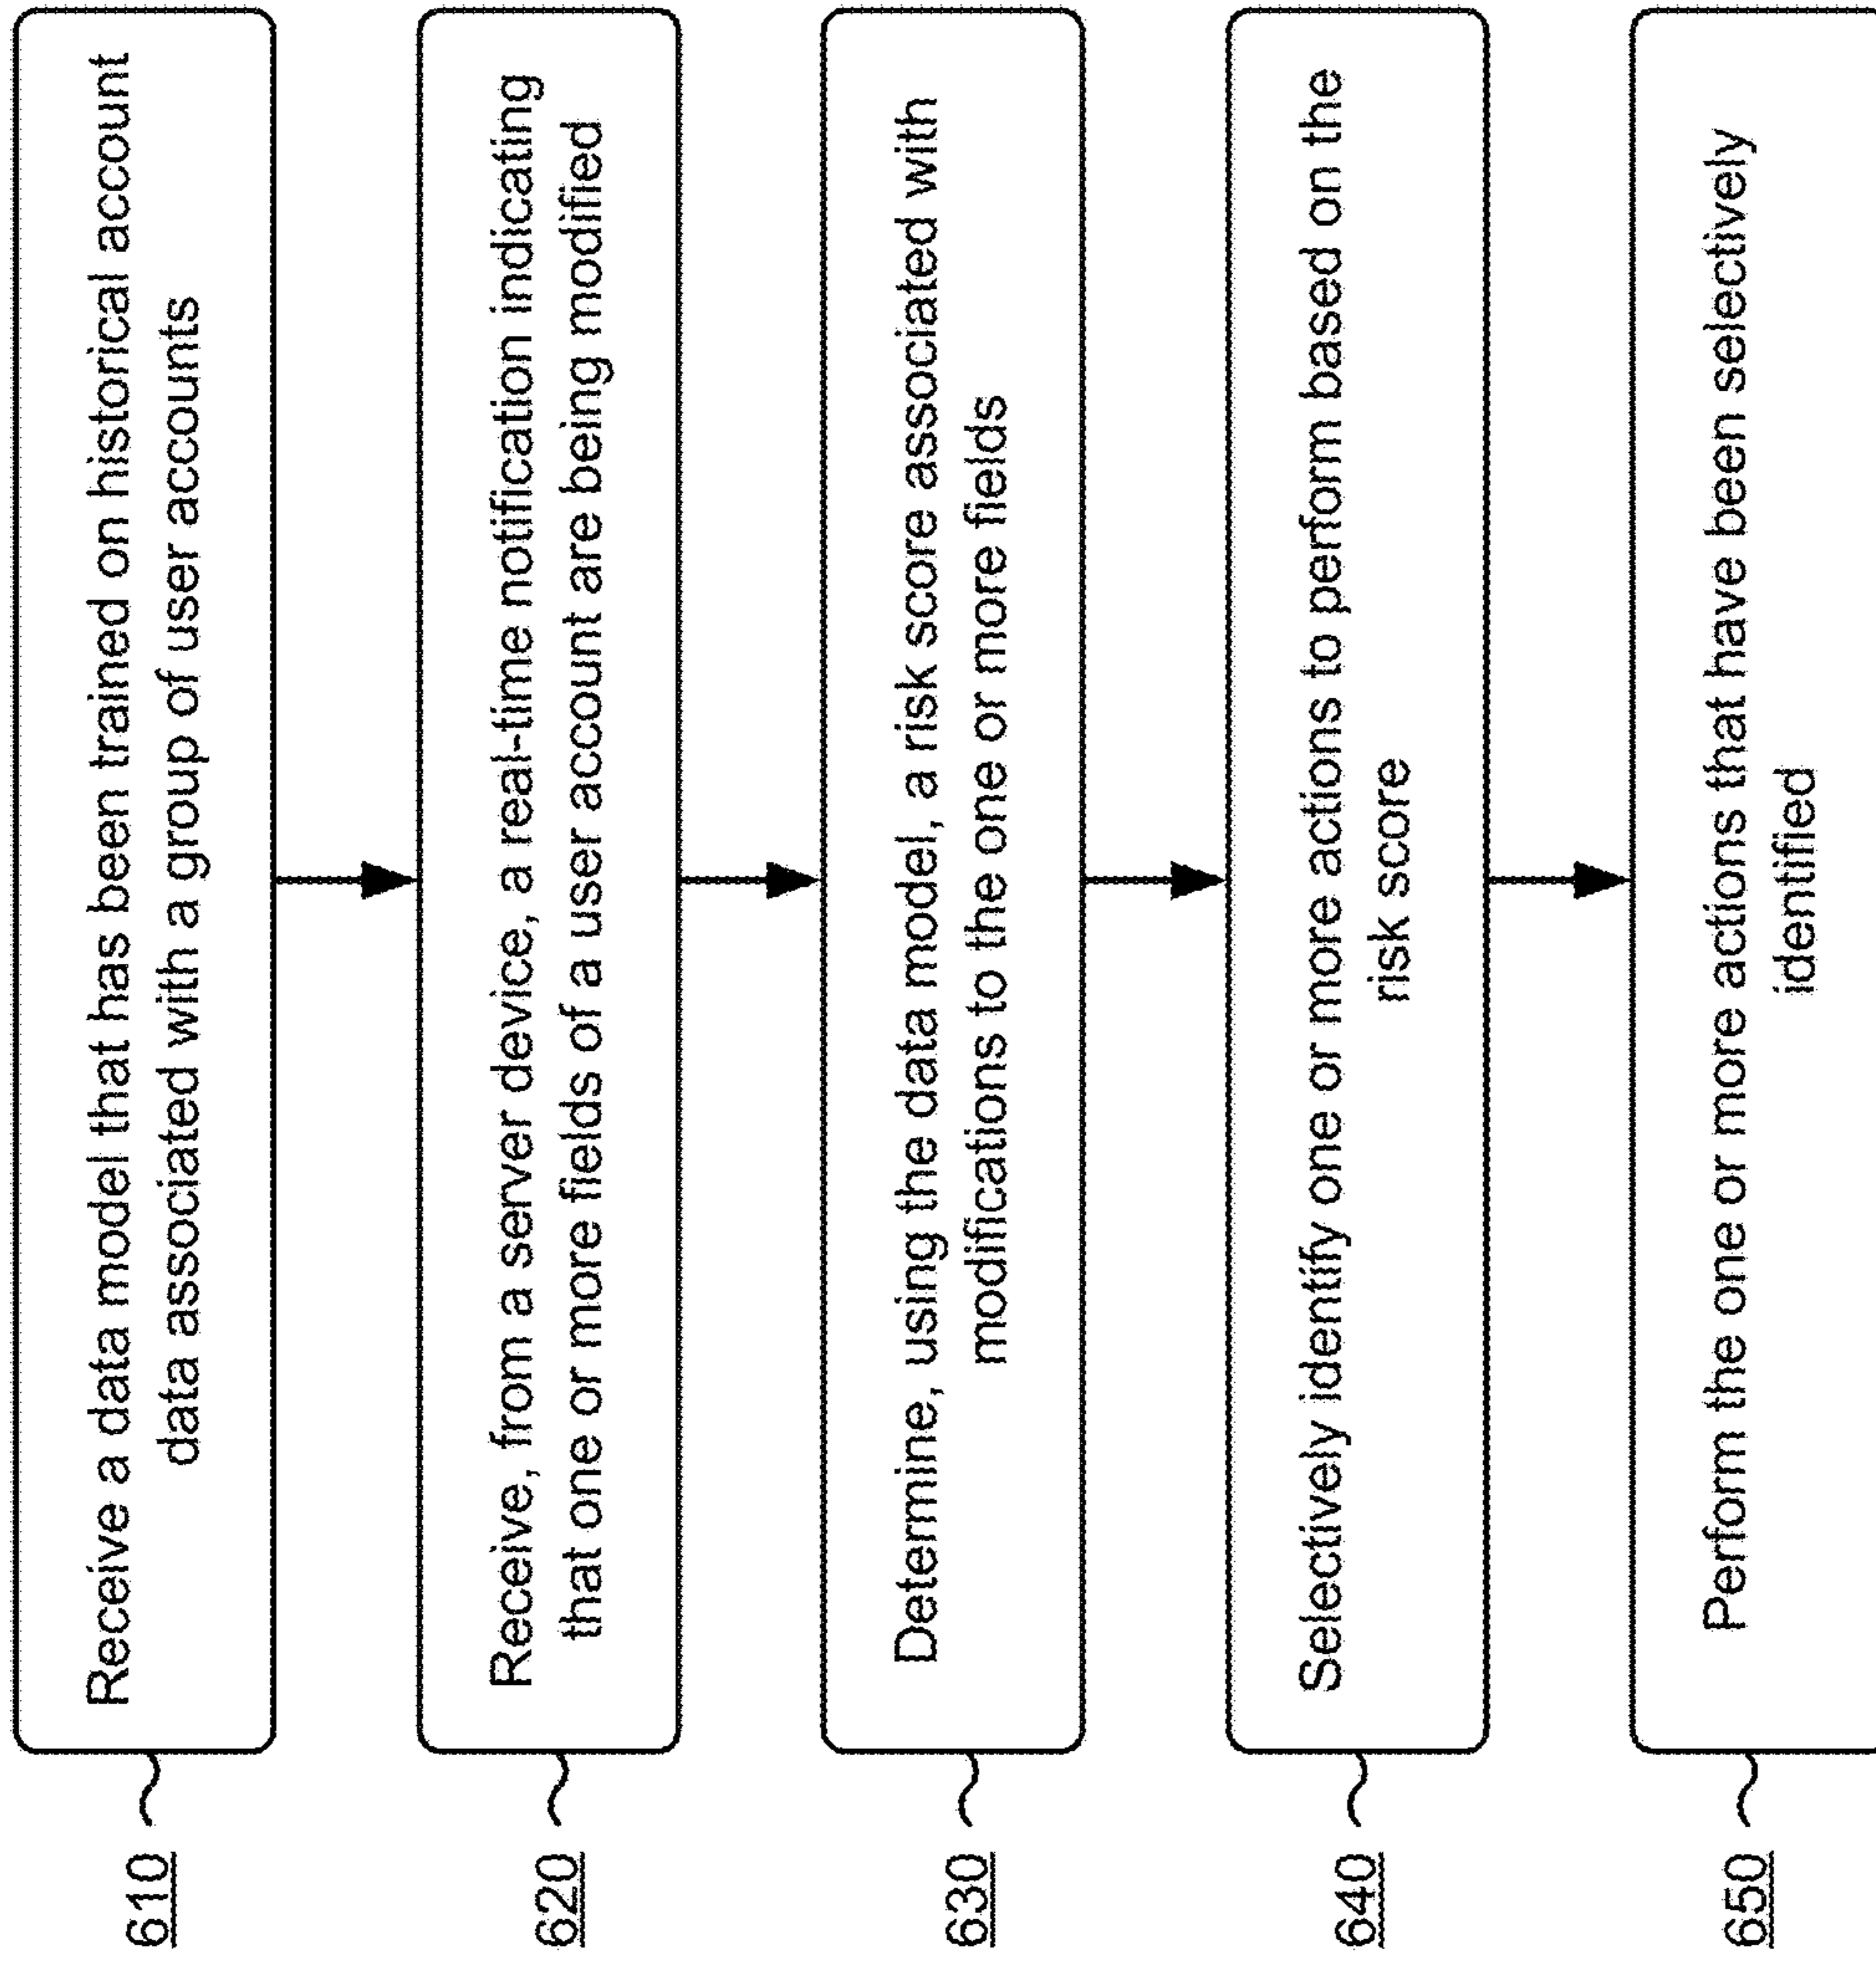 610
Receive a data model that has been trained on historical account
data associated with a group of user accounts
620
Receive, from a server device, a real-time notification indicating
that one or more fields of a user account are being modified
630
Determine, using the data model, a risk score associated with
modifications to the one or more fields
640
Selectively identify one or more actions to perform based on the
risk score
650
Perform the one or more actions that have been selectively
identified